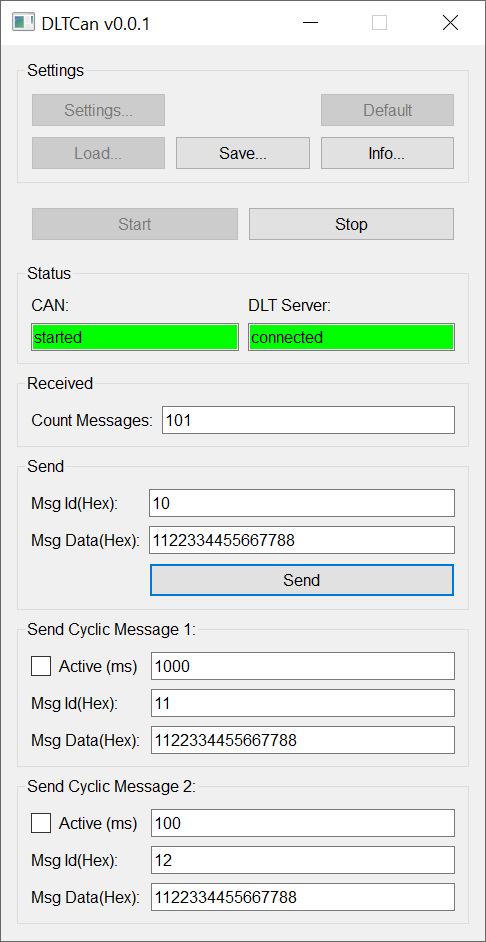 DLTCan v0.0.1
Settings
Settings... Default
Load... Save... Info...
Start Stop
Status
CAN: DLT Server:
started connected
Received
Count Messages: 101
Send
Msg Id(Hex): 10
Msg Data(Hex): 1122334455667788
Send
Send Cyclic Message 1:
Active (ms) 1000
Msg Id(Hex): 11
Msg Data(Hex): 1122334455667788
Send Cyclic Message 2:
Active (ms) 100
Msg Id(Hex): 12
Msg Data(Hex): 1122334455667788